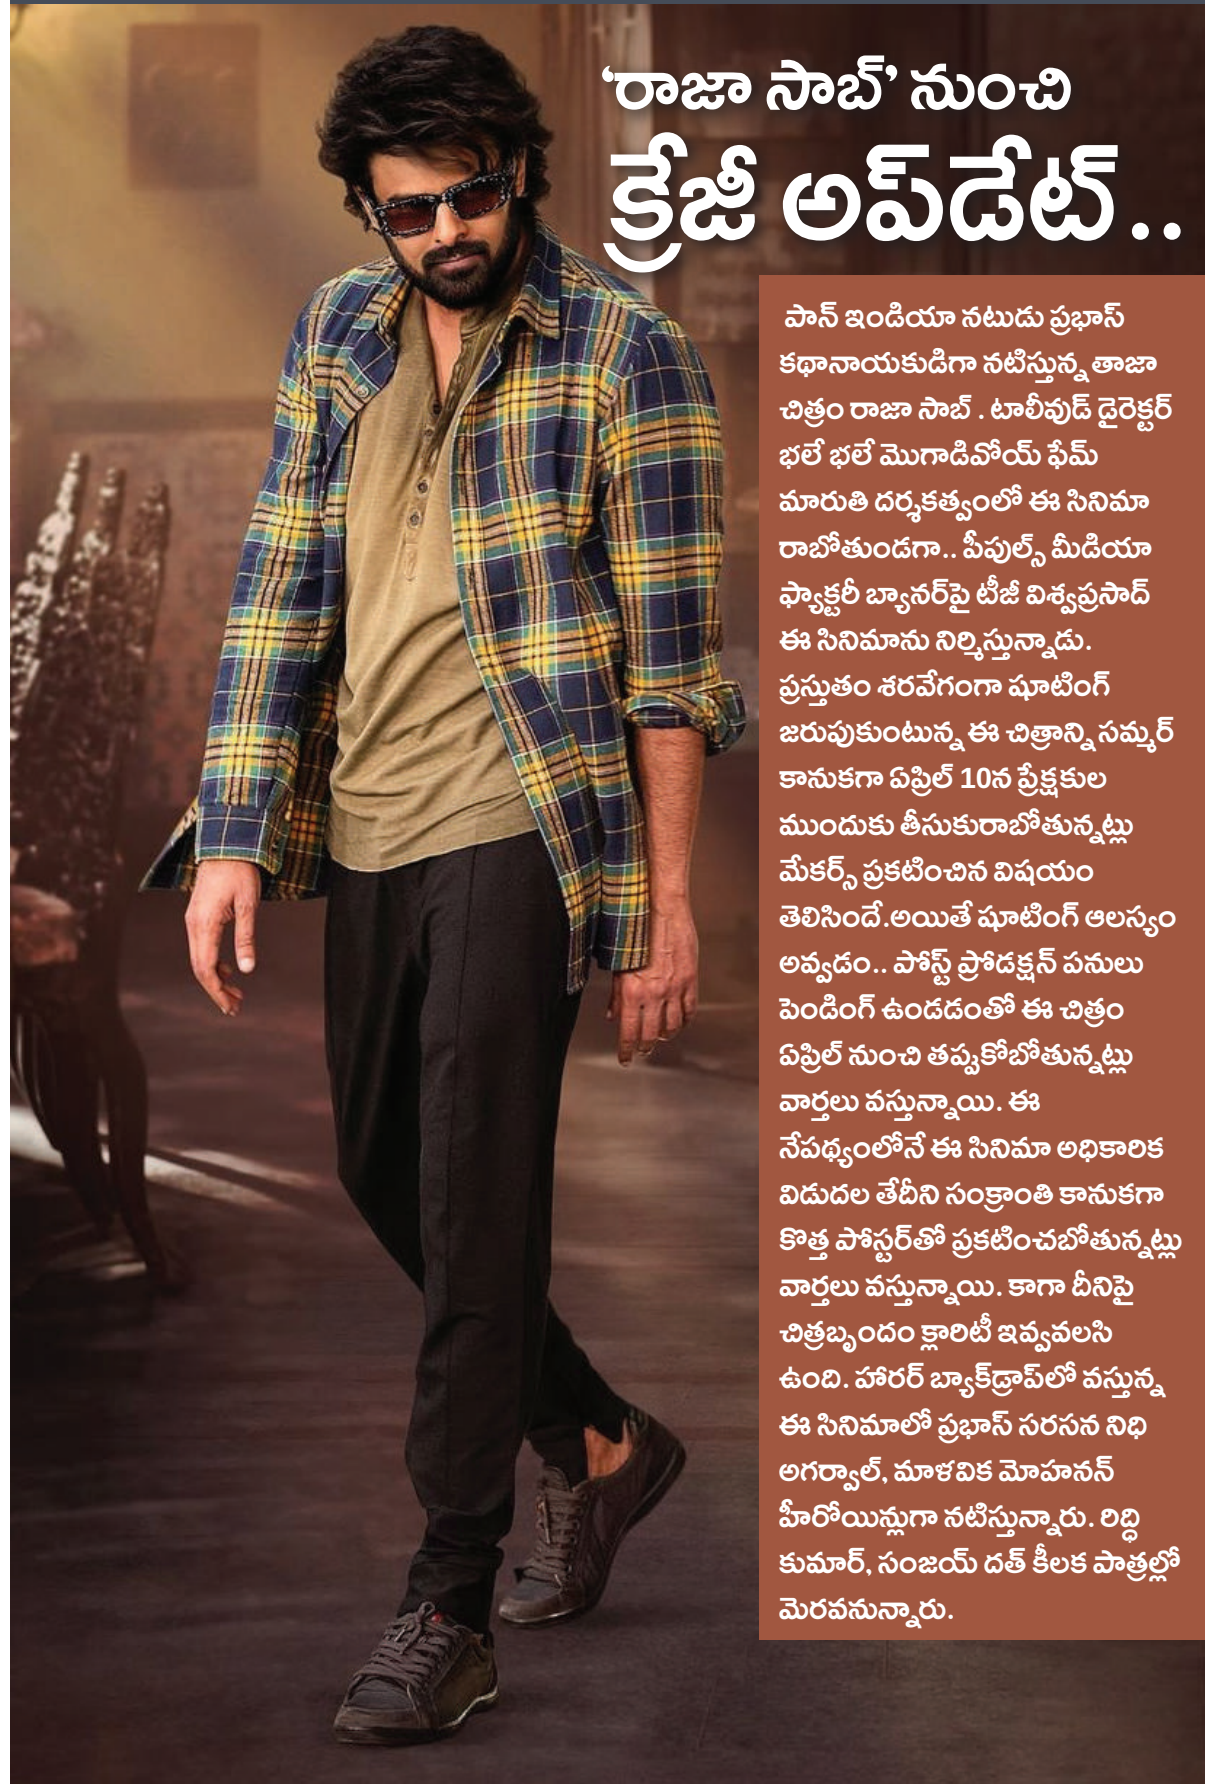 ‘రాజా సాబ్’ నుంచి
క్రేజీ అప్‌డేట్..
పాన్ ఇండియా నటుడు ప్రభాస్
కథానాయకుడిగా నటిస్తున్న తాజా
చిత్రం రాజా సాబ్ . టాలీవుడ్ డైరెక్టర్
భలే భలే మొగాడివోయ్ ఫేమ్
మారుతి దర్శకత్వంలో ఈ సినిమా
రాబోతుండగా.. పీపుల్స్ మీడియా
ఫ్యాక్టరీ బ్యానర్‌పై టీజీ విశ్వప్రసాద్
ఈ సినిమాను నిర్మిస్తున్నాడు.
ప్రస్తుతం శరవేగంగా షూటింగ్
జరుపుకుంటున్న ఈ చిత్రాన్ని సమ్మర్
కానుకగా ఏప్రిల్ 10న ప్రేక్షకుల
ముందుకు తీసుకురాబోతున్నట్లు
మేకర్స్ ప్రకటించిన విషయం
తెలిసిందే.అయితే షూటింగ్ ఆలస్యం
అవ్వడం.. పోస్ట్ ప్రోడక్షన్ పనులు
పెండింగ్ ఉండడంతో ఈ చిత్రం
ఏప్రిల్ నుంచి తప్పుకోబోతున్నట్లు
వార్తలు వస్తున్నాయి. ఈ
నేపథ్యంలోనే ఈ సినిమా అధికారిక
విడుదల తేదీని సంక్రాంతి కానుకగా
కొత్త పోస్టర్‌తో ప్రకటించబోతున్నట్లు
వార్తలు వస్తున్నాయి. కాగా దీనిపై
చిత్రబృందం క్లారిటీ ఇవ్వవలసి
ఉంది. హారర్ బ్యాక్‌డ్రాప్‌లో వస్తున్న
ఈ సినిమాలో ప్రభాస్ సరసన నిధి
అగర్వాల్, మాళవిక మోహనన్
హీరోయిన్లుగా నటిస్తున్నారు. రిద్ధి
కుమార్, సంజయ్ దత్ కీలక పాత్రల్లో
మెరవనున్నారు.